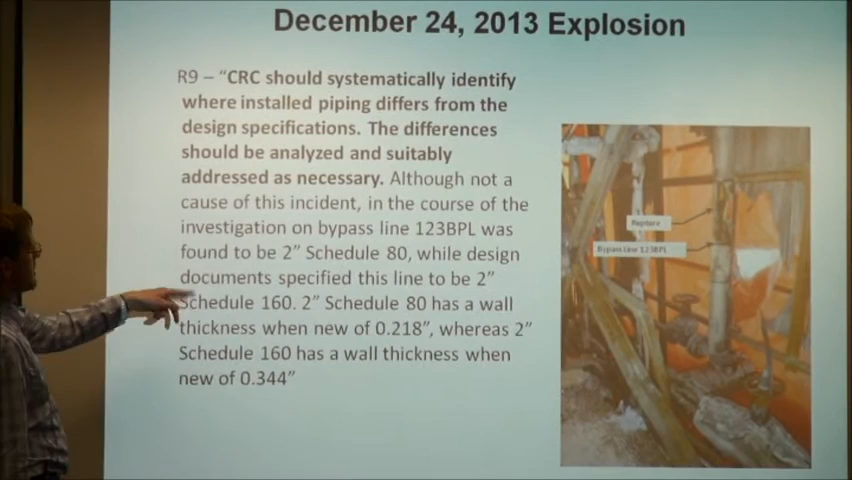 December 24, 2013 Explosion
R9 – “CRC should systematically identify
where installed piping differs from the
design specifications. The differences
should be analyzed and suitably
addressed as necessary. Although not a
cause of this incident, in the course of the
investigation on bypass line 123BPL was
found to be 2” Schedule 80, while design
documents specified this line to be 2”
Schedule 160. 2” Schedule 80 has a wall
thickness when new of 0.218”, whereas 2”
Schedule 160 has a wall thickness when
new of 0.344”
Rupture
Bypass line 123BPL